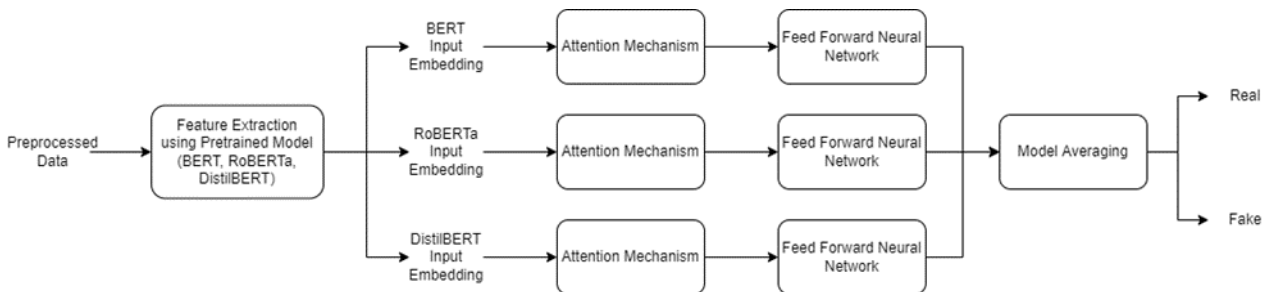 Preprocessed
Data
Feature Extraction
using Pretrained Model
(BERT, RoBERTa,
DistilBERT)
BERT
Input
Embedding
Attention Mechanism
Feed Forward Neural
Network
RoBERTa
Input
Embedding
Attention Mechanism
Feed Forward Neural
Network
DistilBERT
Input
Embedding
Attention Mechanism
Feed Forward Neural
Network
Model Averaging
Real
Fake